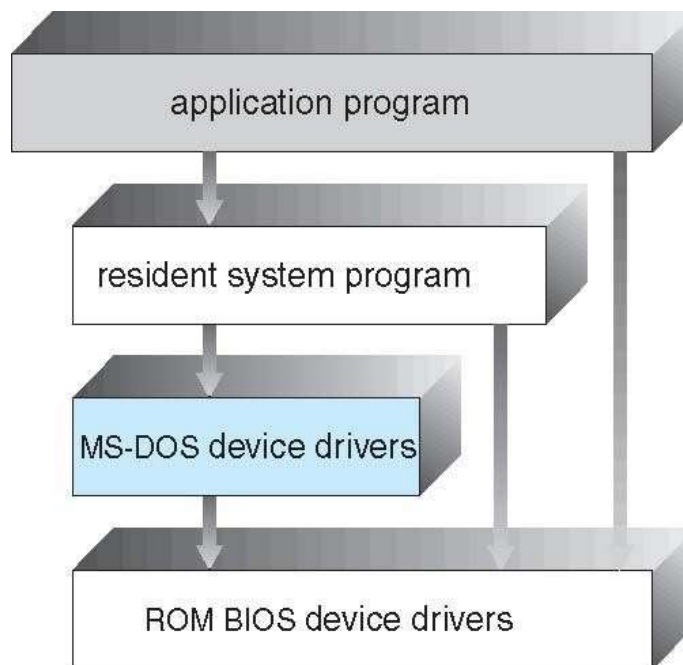 application program
resident system program
MS-DOS device drivers
ROM BIOS device drivers